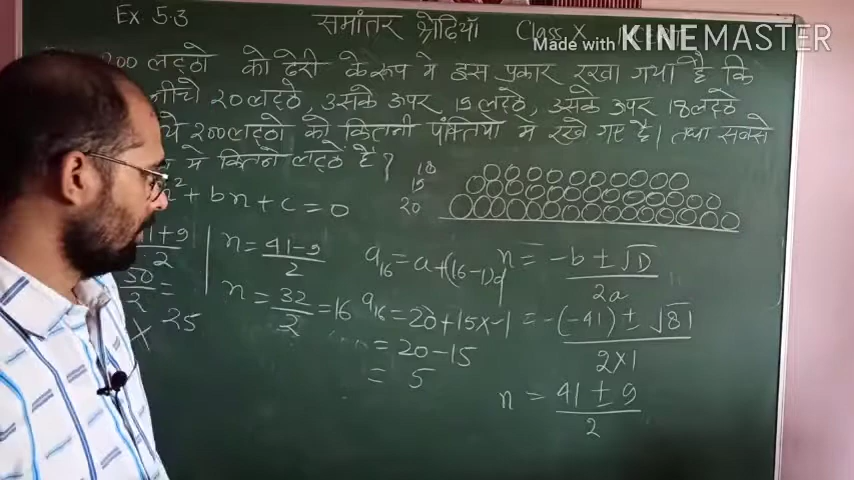 Ex 5.3 समांतर श्रेढ़ियाँ Class X
Made with KINEMASTER
200 लट्ठो को ढेरी के रूप मे इस प्रकार रखा गया है कि
नीचे 20 लट्ठे, उसके ऊपर 19 लट्ठे, उसके ऊपर 18 लट्ठे
200 लट्ठो को कितनी पंक्तियो मे रखे गए है। तथा सबसे
मे कितने लट्ठे है?
18
19
20
² + bn + c = 0
+9
2
n = 41-9
2
a₁₆ = a+(16-1)d
n = -b ± √D
2a
50 =
2
25
X
n = 32 = 16
2
a₁₆ = 20+15x-1
= -(-41) ± √81
2×1
= 20-15
= 5
n = 41 ± 9
2